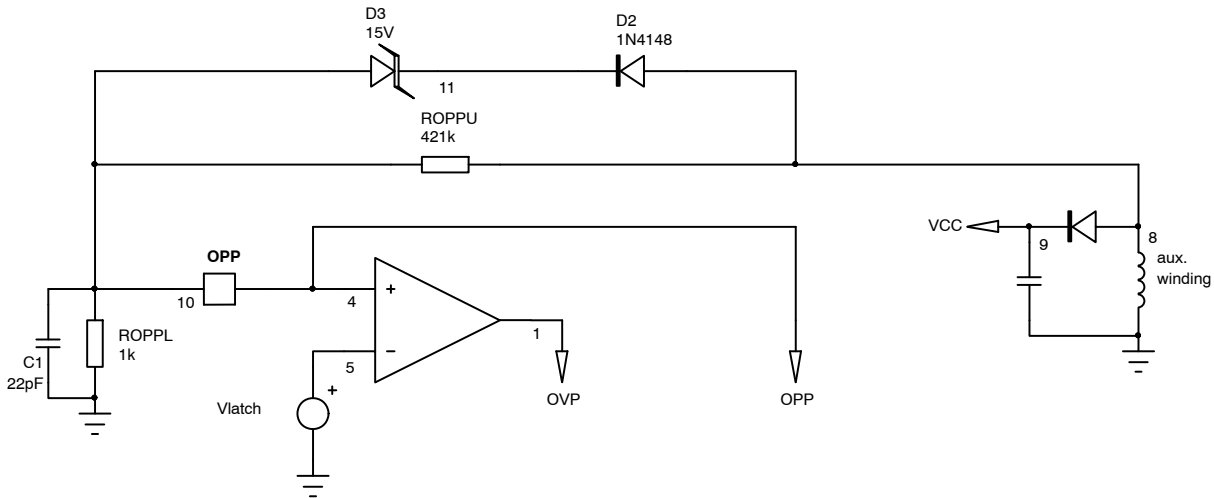 D3
15V
D2
1N4148
11
ROPPU
421k
VCC
9
8
aux.
winding
OPP
10
4
+
ROPPL
1k
C1
22pF
1
5
−
+
Vlatch
OVP
OPP